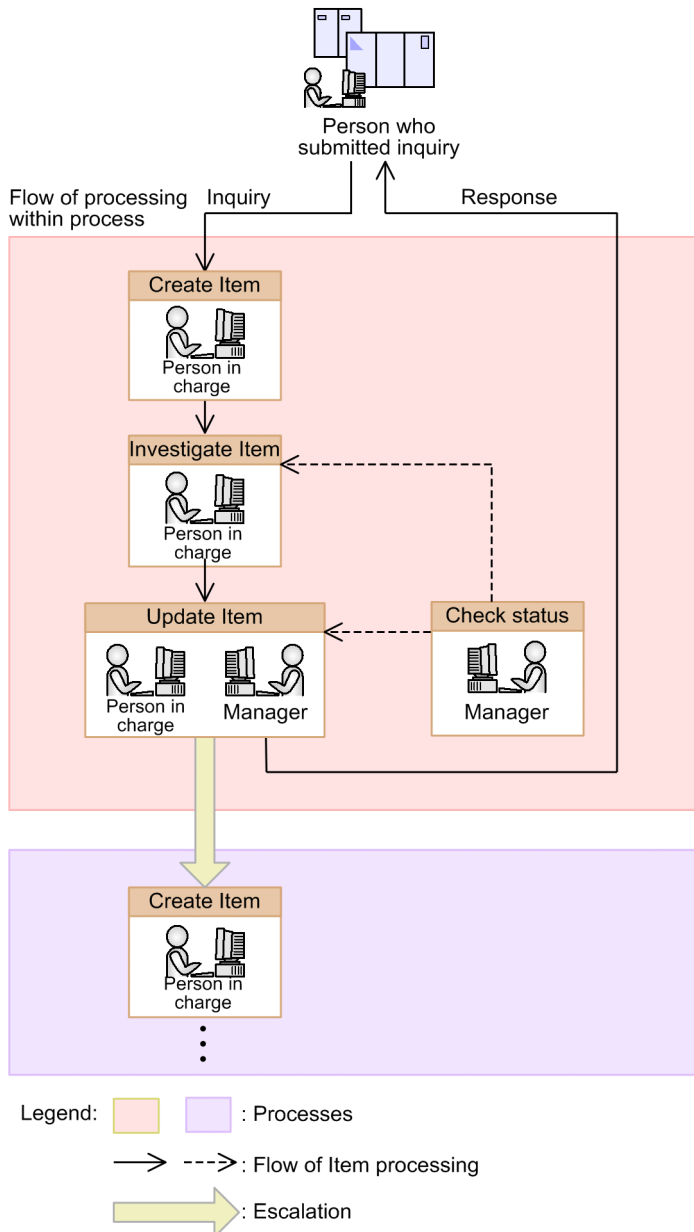 Person who
submitted inquiry
Flow of processing
within process
Inquiry
Response
Create Item
Person in
charge
Investigate Item
Person in
charge
Update Item
Person in
charge
Manager
Check status
Manager
Create Item
Person in
charge
Legend:
: Processes
: Flow of Item processing
: Escalation